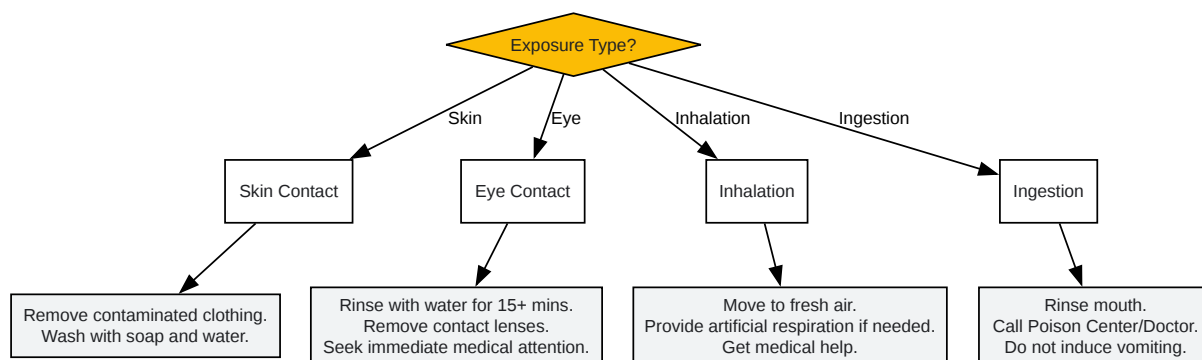 Exposure Type?
Skin
Eye
Inhalation
Ingestion
Skin Contact
Eye Contact
Inhalation
Ingestion
Remove contaminated clothing.
Wash with soap and water.
Rinse with water for 15+ mins.
Remove contact lenses.
Seek immediate medical attention.
Move to fresh air.
Provide artificial respiration if needed.
Get medical help.
Rinse mouth.
Call Poison Center/Doctor.
Do not induce vomiting.